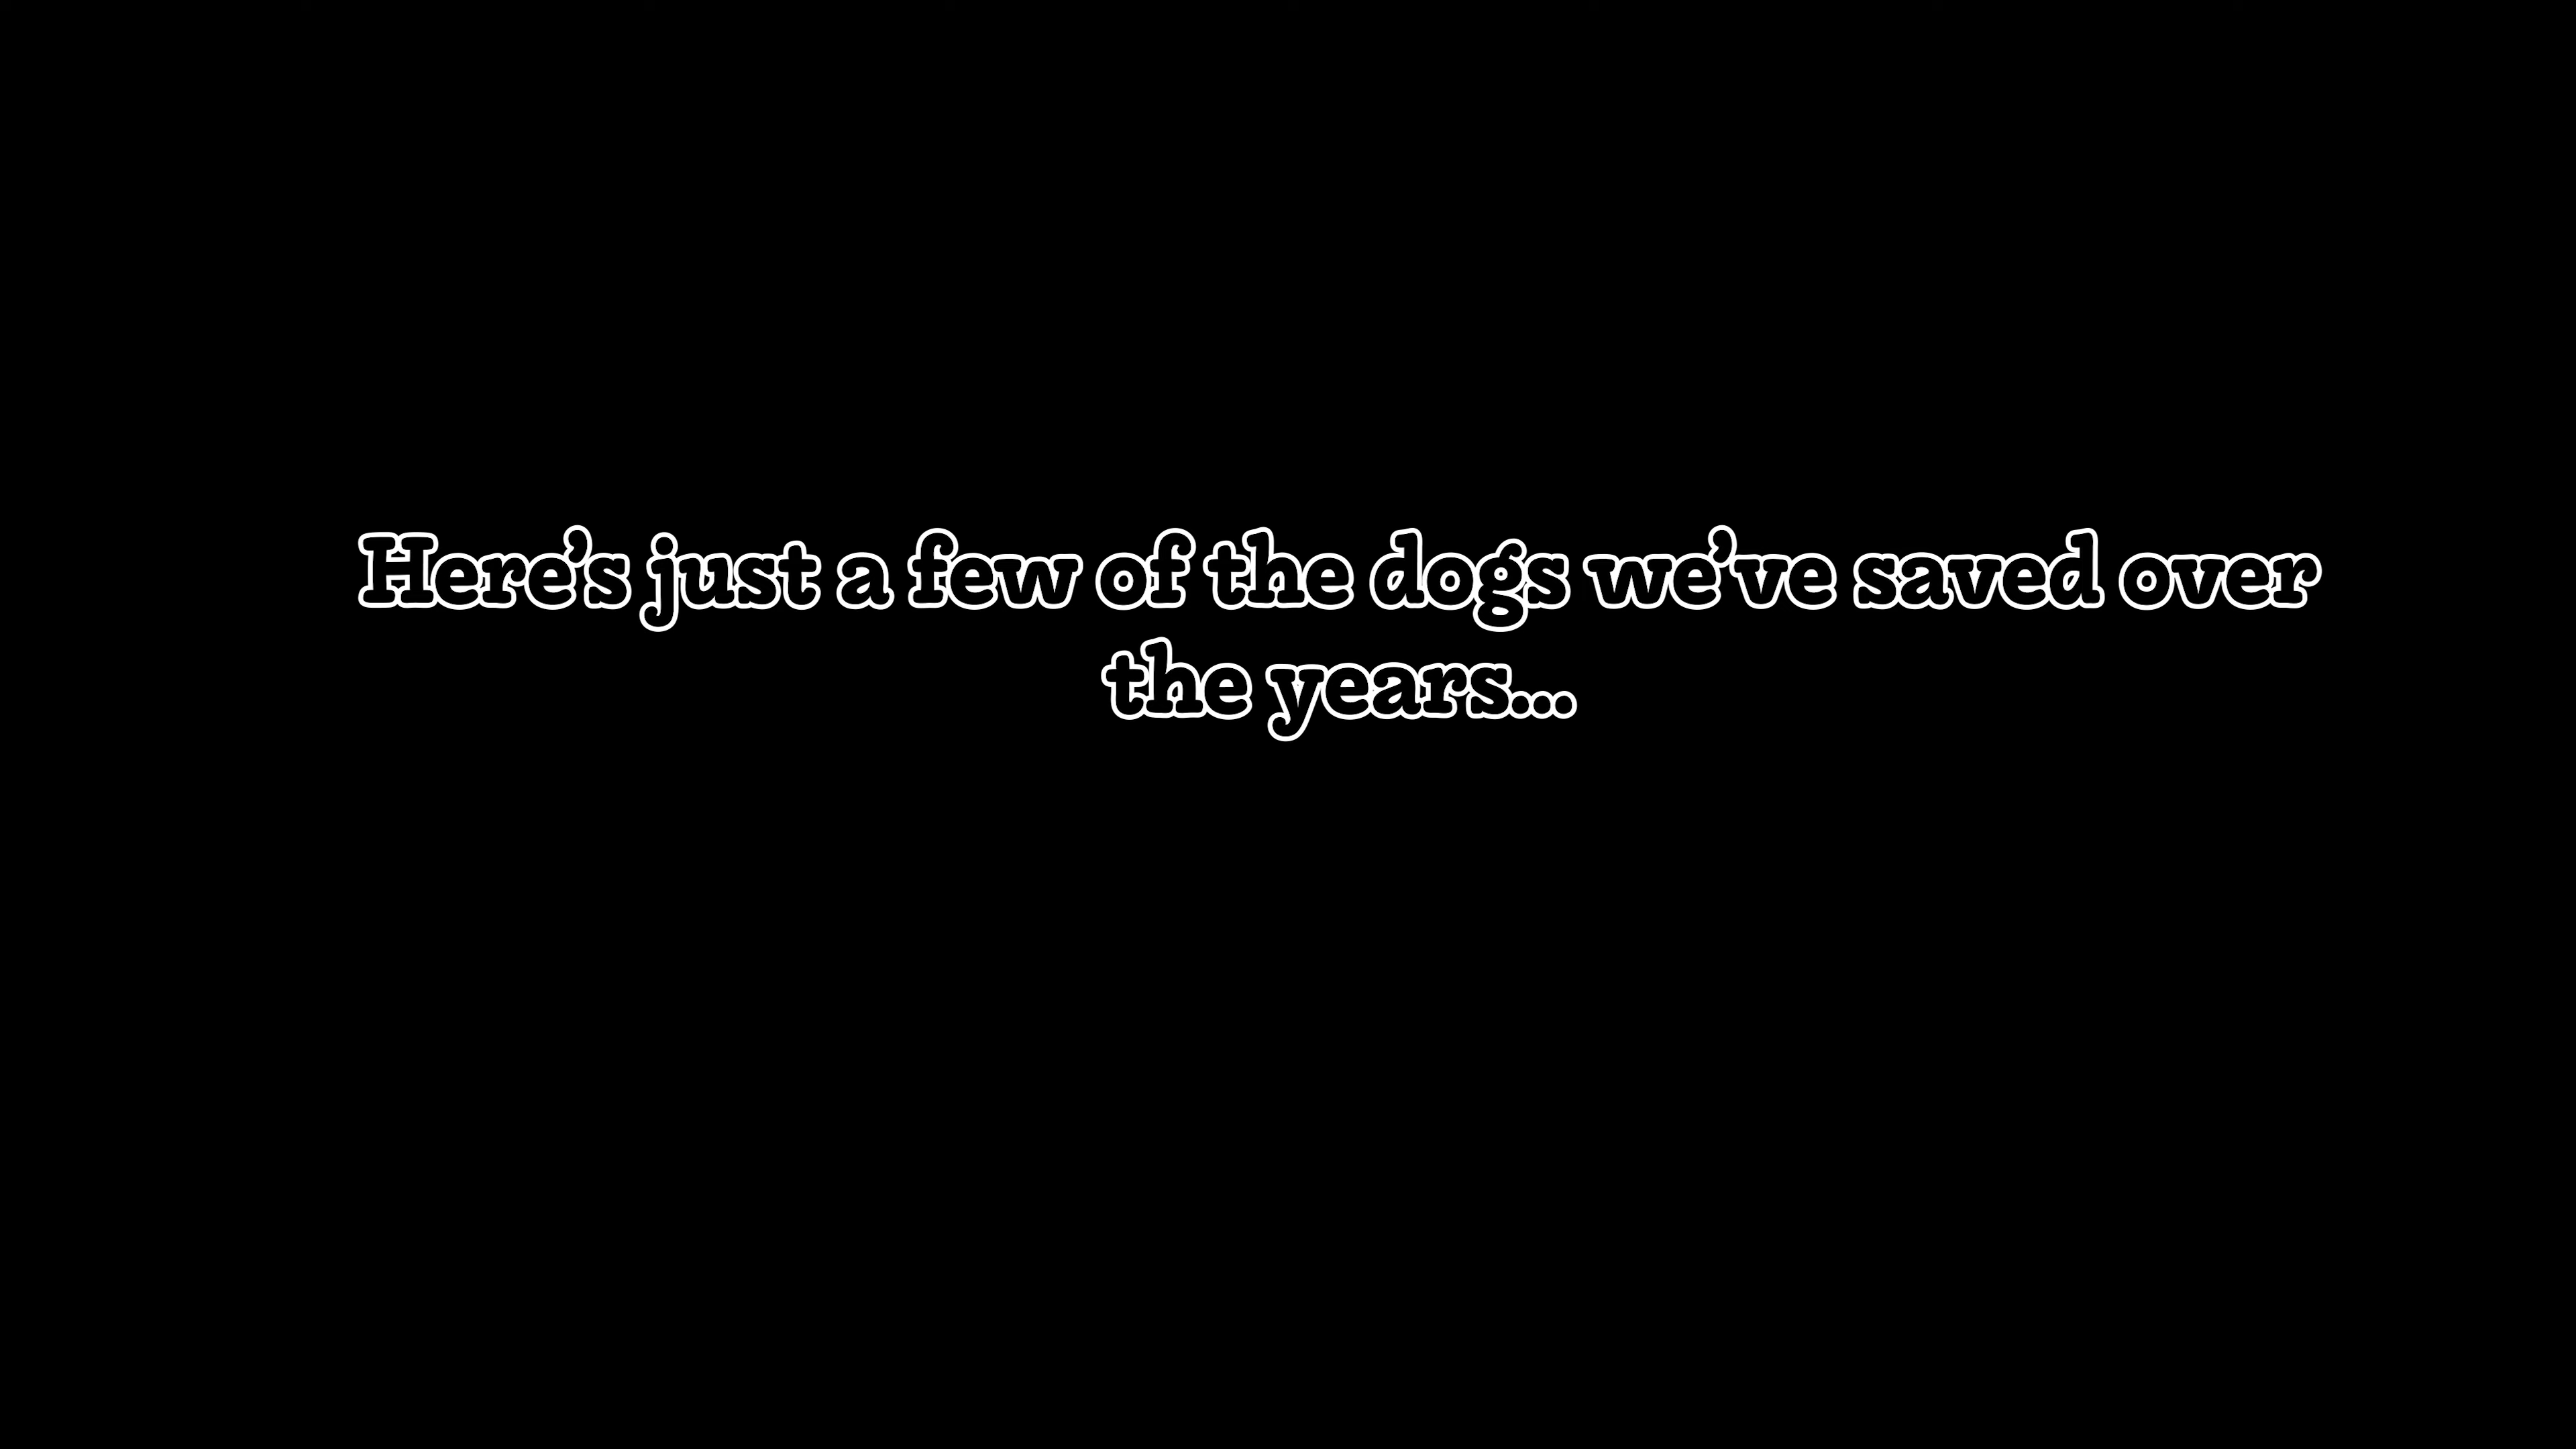 Here’s just a few of the dogs we’ve saved over
the years...